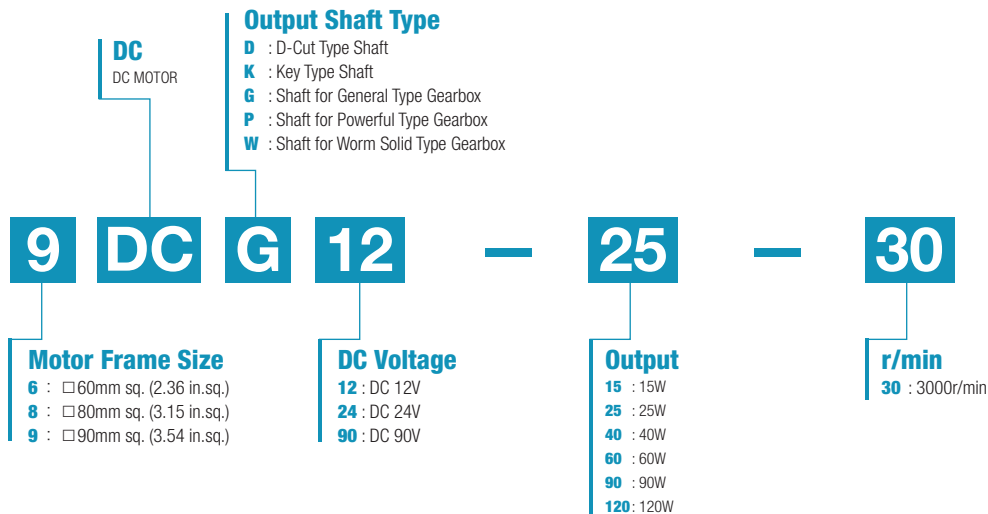 Output Shaft Type
D : D-Cut Type Shaft
K : Key Type Shaft
G : Shaft for General Type Gearbox
P : Shaft for Powerful Type Gearbox
W : Shaft for Worm Solid Type Gearbox
DC
DC MOTOR
9 DC G 12 — 25 — 30
Motor Frame Size
6 : □60mm sq. (2.36 in.sq.)
8 : □80mm sq. (3.15 in.sq.)
9 : □90mm sq. (3.54 in.sq.)
DC Voltage
12 : DC 12V
24 : DC 24V
90 : DC 90V
Output
15 : 15W
25 : 25W
40 : 40W
60 : 60W
90 : 90W
120 : 120W
r/min
30 : 3000r/min